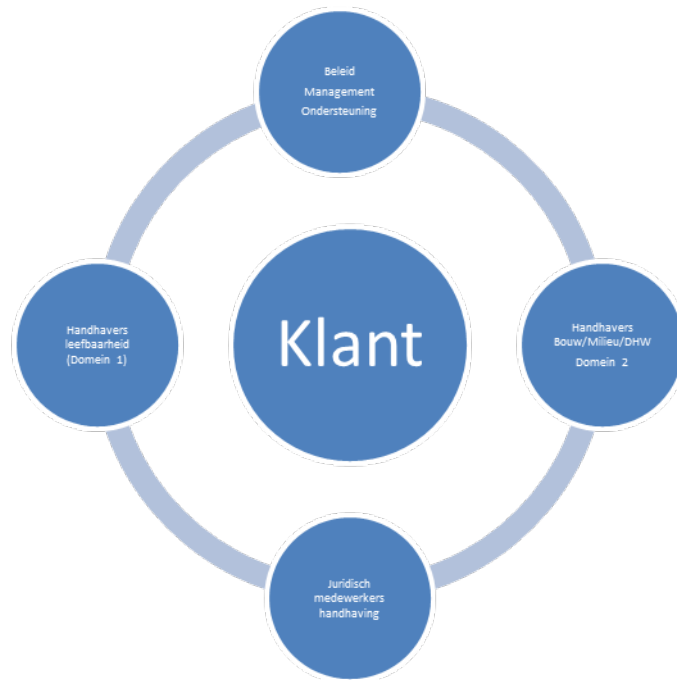 Beleid
Management
Ondersteuning
Handhavers
leefbaarheid
(Domein 1)
Klant
Handhavers
Bouw/Milieu/DHW
Domein 2
Juridisch
medewerkers
handhaving